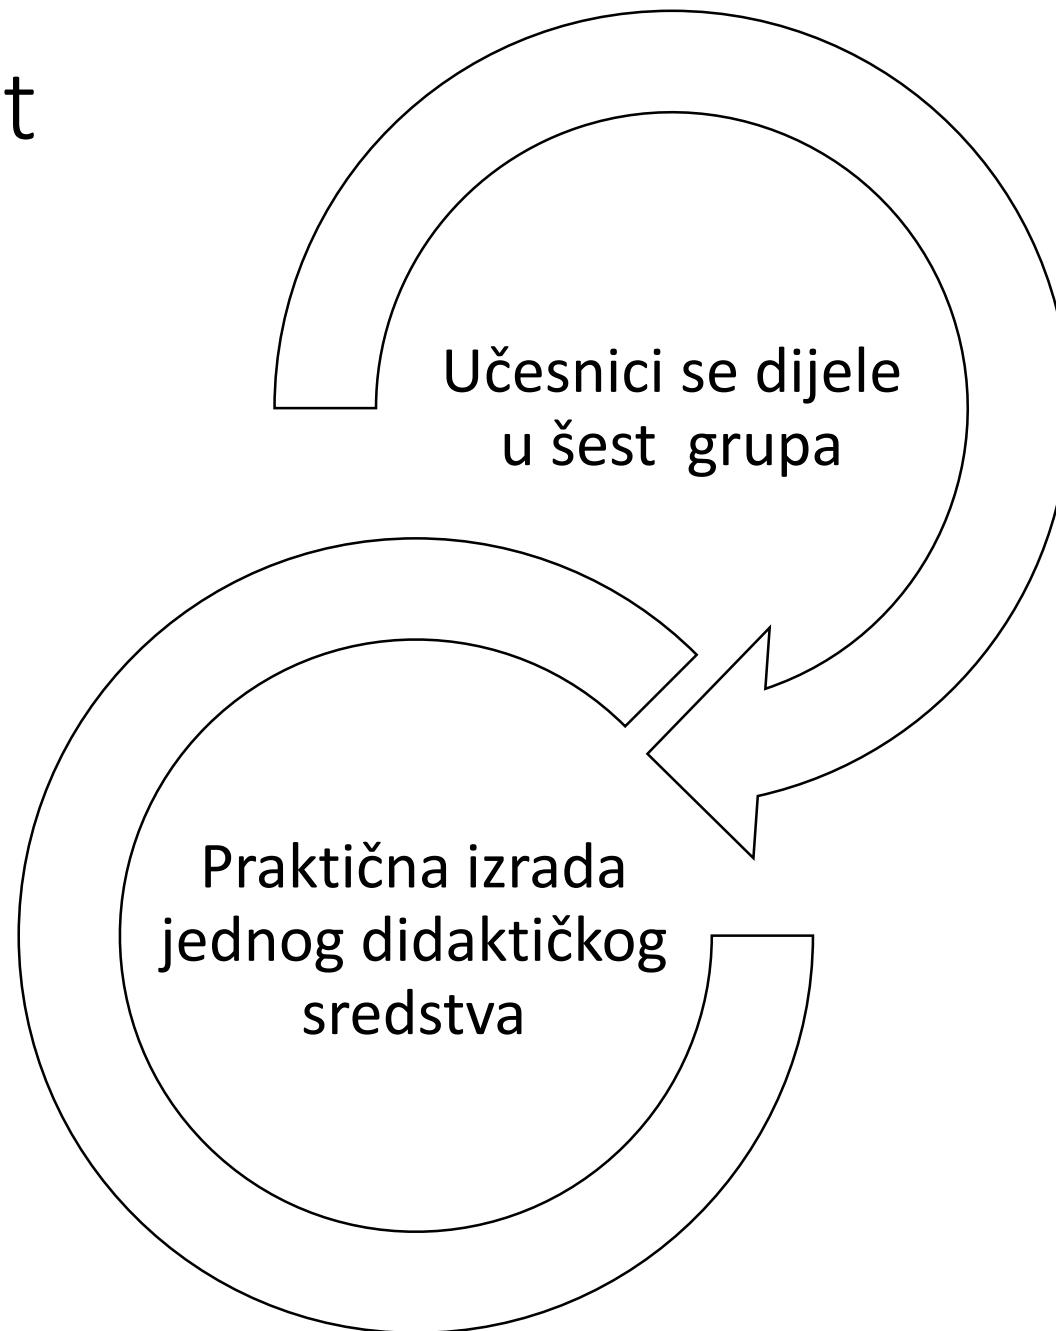 t
Učesnici se dijele
u šest grupa
Praktična izrada
jednog didaktičkog
sredstva